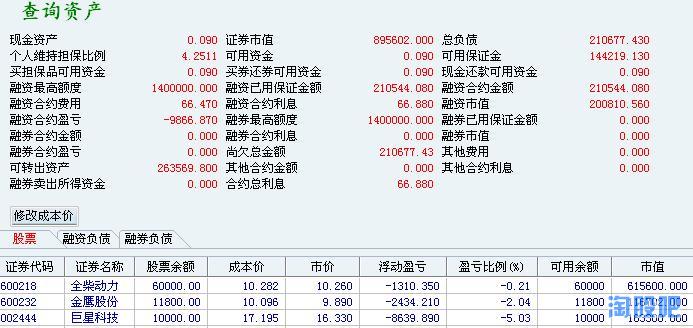 查询资产
现金资产 0.090 证券市值 895602.000 总负债 210677.430
个人维持担保比例 4.2511 可用资金 0.090 可用保证金 144219.130
买担保品可用资金 0.090 买券还券可用资金 0.090 现金还款可用资金 0.090
融资最高额度 1400000.000 融资已用保证金额 210544.080 融资合约金额 210544.080
融资合约费用 66.470 融资合约利息 66.880 融资市值 200810.560
融资合约盈亏 -9866.870 融券最高额度 1400000.000 融券已用保证金额 0.000
融券合约金额 0.000 融券合约利息 0.000 融券市值 0.000
融券合约盈亏 0.000 尚欠总金额 210677.43 其他费用 0.000
可转出资产 263569.800 其他合约金额 0.000 其他合约利息 0.000
融券卖出所得资金 0.000 合约总利息 66.880
修改成本价
股票 融资负债 融券负债
证券代码 证券名称 股票余额 成本价 市价 浮动盈亏 盈亏比例(%) 可用余额 市值
600218 全柴动力 60000.00 10.282 10.260 -1310.350 -0.21 60000 615600.000
600232 金鹰股份 11800.00 10.096 9.890 -2434.210 -2.04 11800
002444 巨星科技 10000.00 17.195 16.330 -8639.890 -5.03 10000
淘股吧